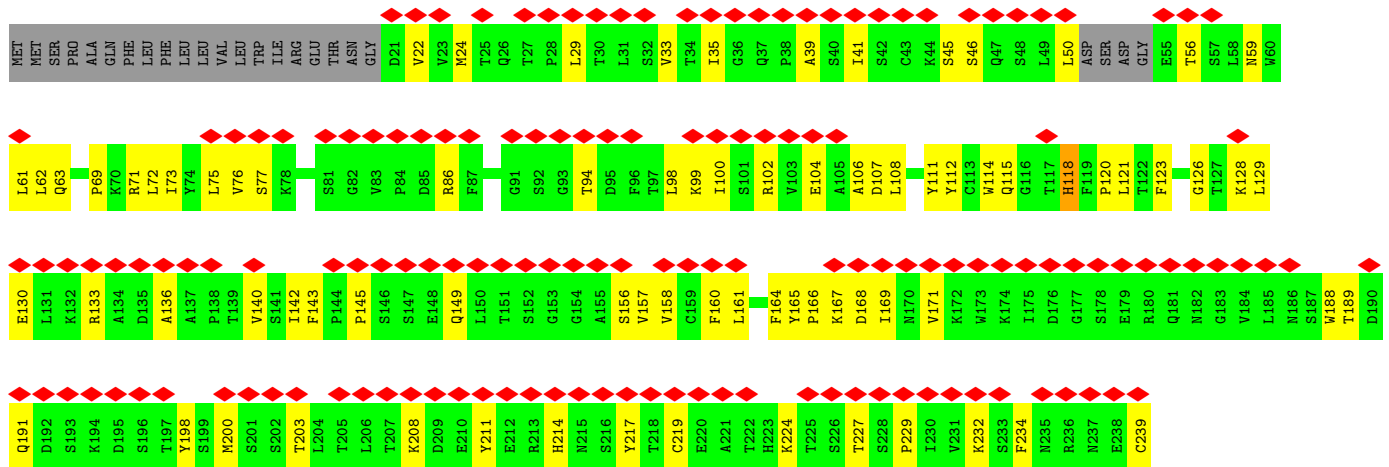 MET MET SER PRO ALA GLN PHE LEU PHE LEU LEU VAL LEU TRP ILE ARG GLU THR ASN GLY D21 V22 V23 M24 T25 Q26 T27 P28 L29 T30 L31 S32 V33 T34 I35 G36 Q37 P38 A39 S40 I41 S42 C43 K44 S45 S46 Q47 S48 L49 L50 ASP SER ASP GLY E55 T56 S57 L58 N59 W60
L61 L62 Q63 P69 K70 R71 L72 I73 Y74 L75 V76 S77 K78 S81 G82 V83 P84 D85 R86 F87 G91 S92 G93 T94 D95 F96 T97 L98 K99 I100 S101 R102 V103 E104 A105 A106 D107 L108 Y111 Y112 C113 W114 Q115 G116 T117 H118 F119 P120 L121 T122 F123 G126 T127 K128 L129
E130 L131 K132 R133 A134 D135 A136 A137 P138 T139 V140 S141 I142 F143 P144 P145 S146 S147 E148 Q149 L150 T151 S152 G153 G154 A155 S156 V157 V158 C159 F160 L161 F164 Y165 P166 K167 D168 I169 N170 V171 K172 W173 K174 I175 D176 G177 S178 E179 R180 Q181 N182 G183 V184 L185 N186 S187 W188 T189 D190
Q191 D192 S193 K194 D195 S196 T197 Y198 S199 M200 S201 S202 T203 L204 T205 L206 T207 K208 D209 E210 Y211 E212 R213 H214 N215 S216 Y217 T218 C219 E220 A221 T222 H223 K224 T225 S226 T227 S228 P229 I230 V231 K232 S233 F234 N235 R236 N237 E238 C239